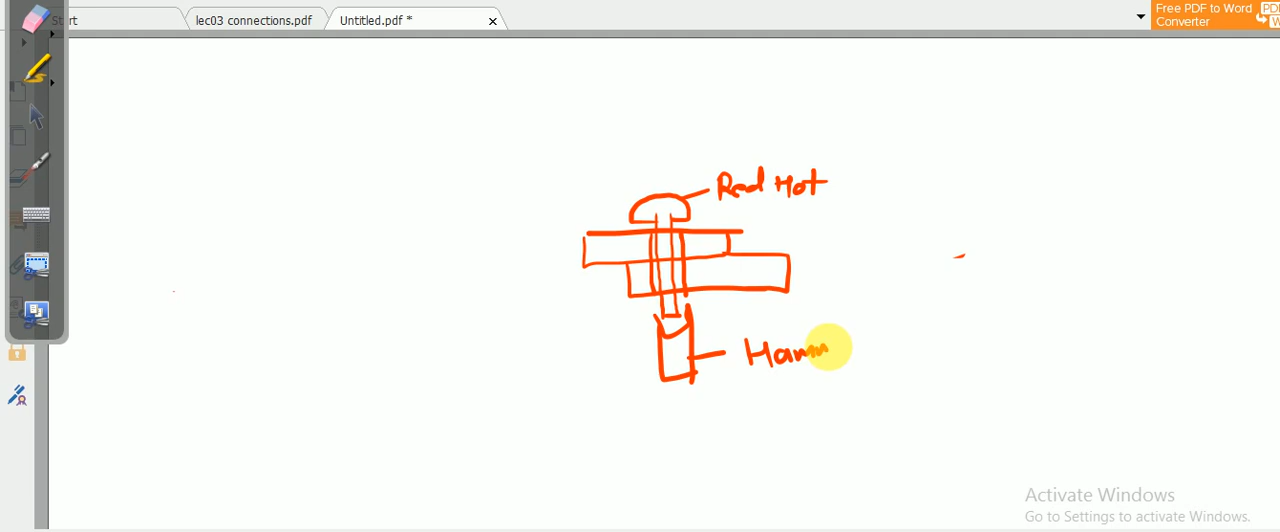 Start
lec03 connections.pdf
Untitled.pdf *
Free PDF to Word
Converter
Red Hot
Hamm
Activate Windows
Go to Settings to activate Windows.